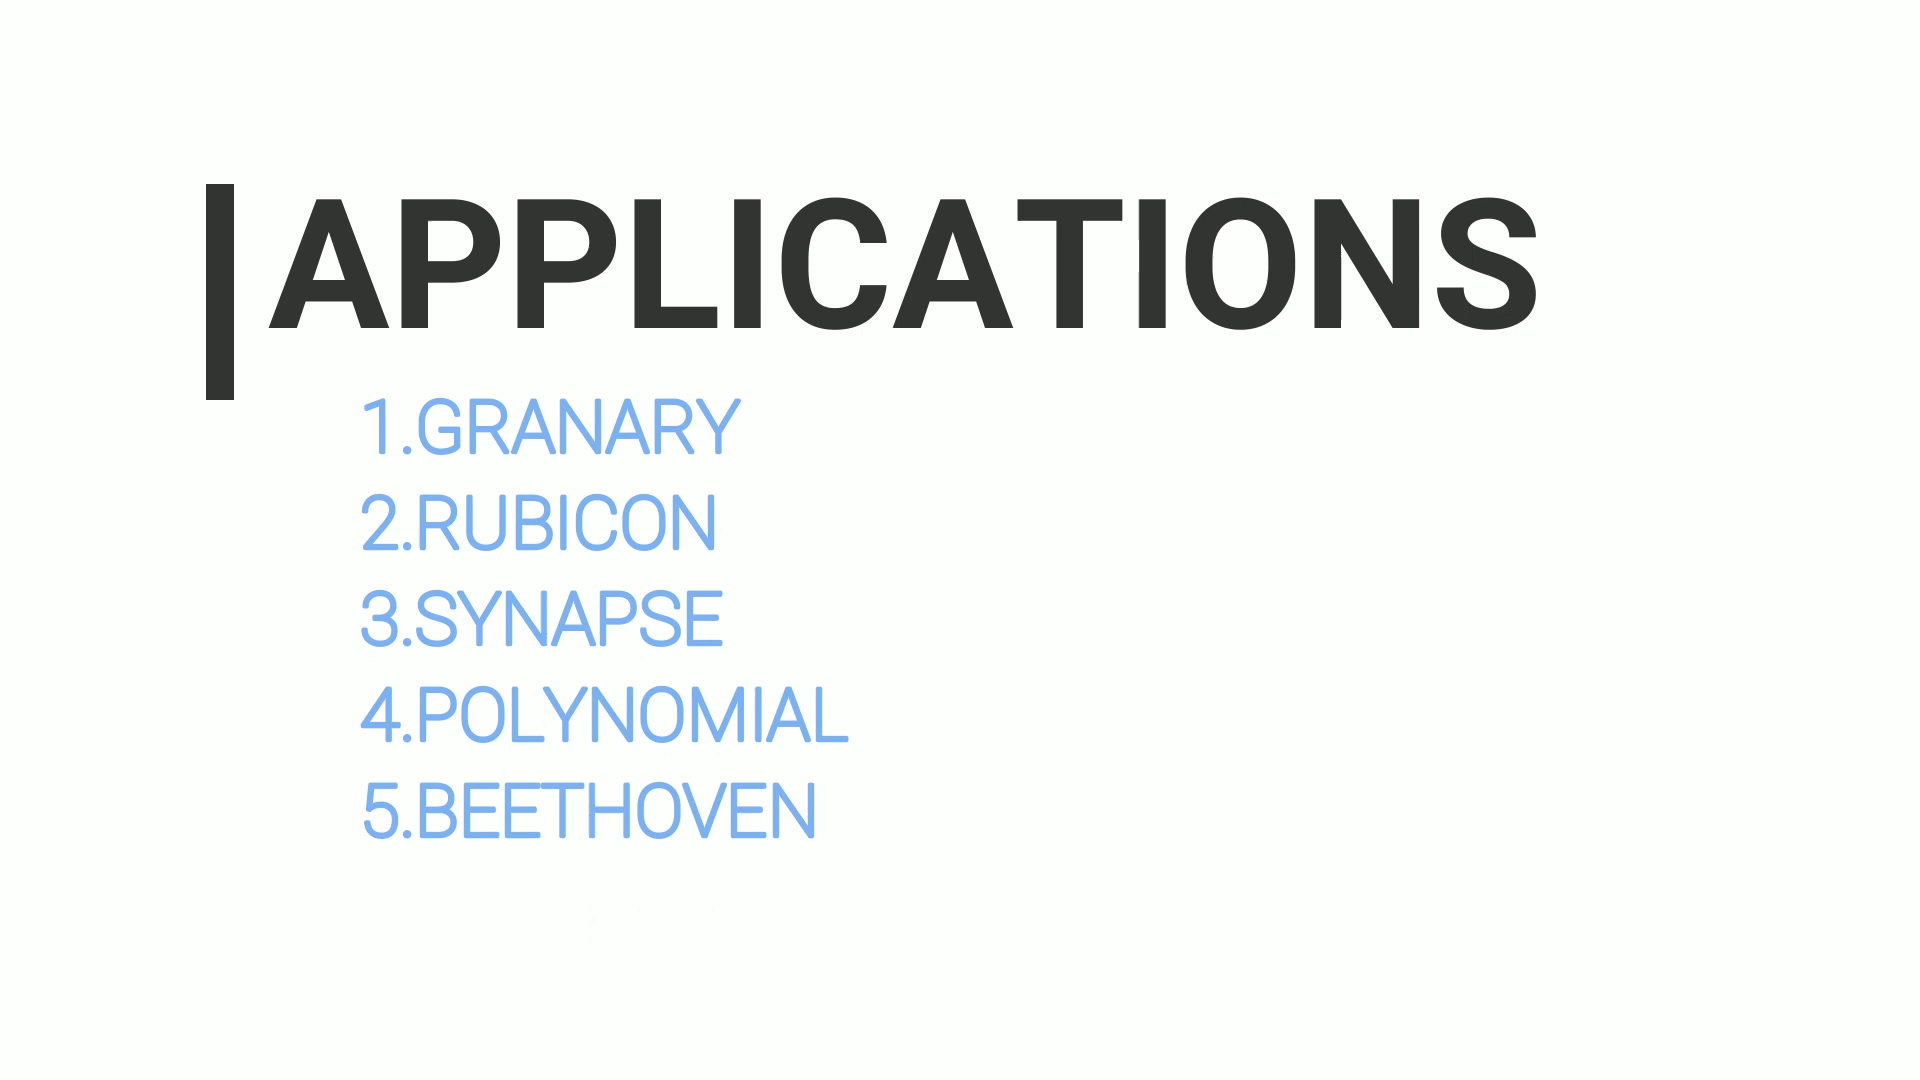 APPLICATIONS
1.GRANARY
2.RUBICON
3.SYNAPSE
4.POLYNOMIAL
5.BEETHOVEN